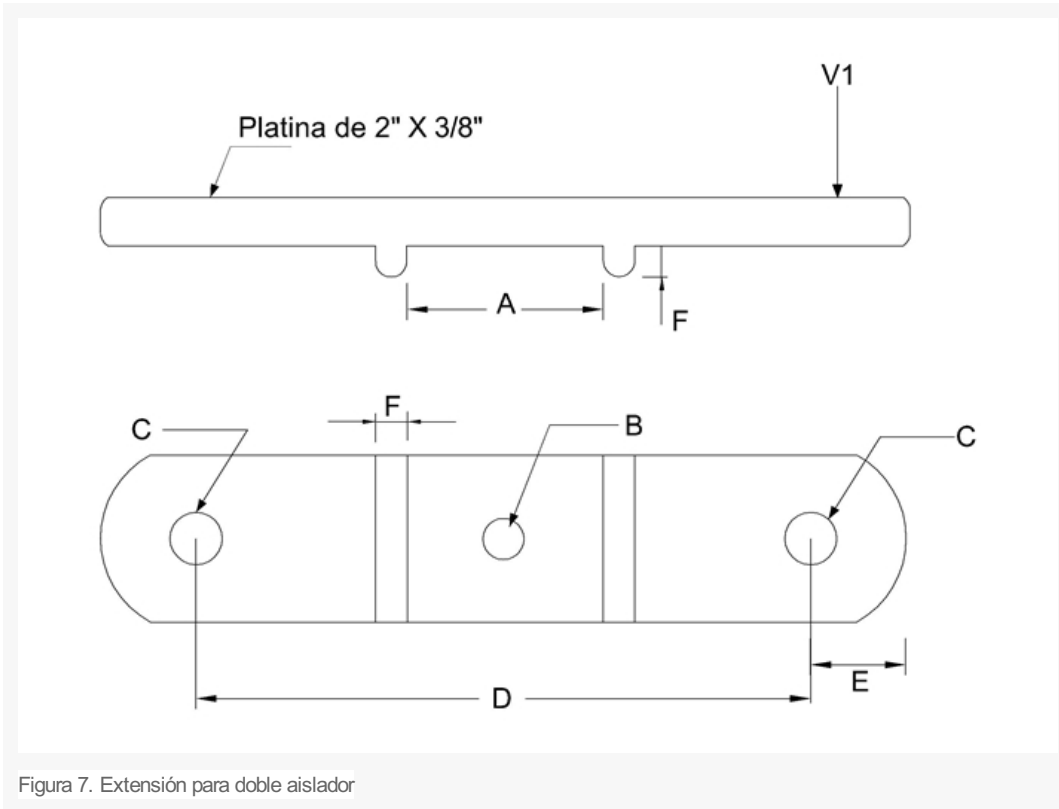 V1
Platina de 2" X 3/8"
A
F
F
C
B
C
E
D
Figura 7. Extensión para doble aislador